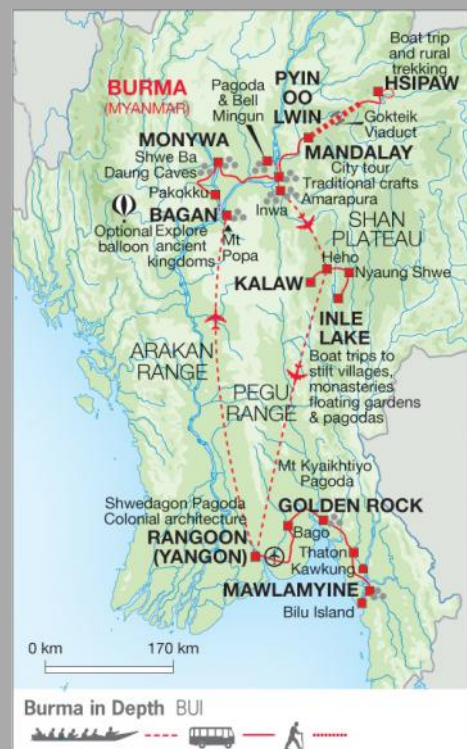 BURMA
(MYANMAR)
Boat trip
and rural
trekking
HSIPAW
PYIN
OO
LWIN
Gokteik
Viaduct
Pagoda
& Bell
Mingun
MONYWA
Shwe Ba
Daung Caves
Pakokku
MANDALAY
City tour
Traditional crafts
Amarapura
Inwa
BAGAN
Optional
balloon
Explore
ancient
kingdoms
Mt
Popa
SHAN
PLATEAU
Heho
Nyaung Shwe
KALAW
INLE
LAKE
Boat trips to
stilt villages,
monasteries
floating gardens
& pagodas
ARAKAN
RANGE
PEGU
RANGE
Mt Kyaikhtiyo
Pagoda
Shwedagon Pagoda
Colonial architecture
RANGOON
(YANGON)
GOLDEN ROCK
Bago
Thaton
Kawkung
MAWLAMYINE
Bilu Island
0 km 170 km
Burma in Depth BUI